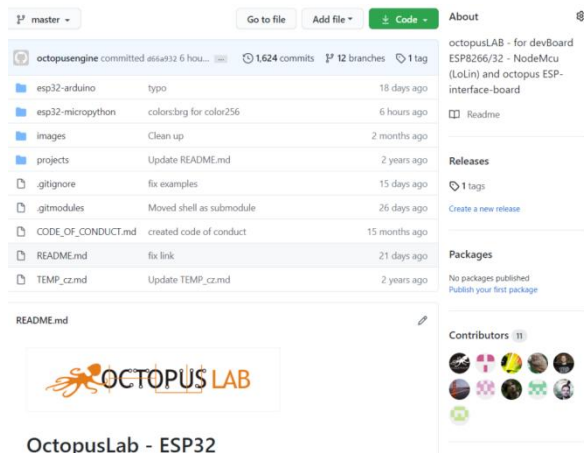 master
Go to file
Add file
Code
octopusengine committed d66a932 6 hou...
1,624 commits
12 branches
1 tag
esp32-arduino typo 18 days ago
esp32-micropython colors:brg for color256 6 hours ago
images Clean up 2 months ago
projects Update README.md 2 years ago
.gitignore fix examples 15 days ago
.gitmodules Moved shell as submodule 26 days ago
CODE_OF_CONDUCT.md created code of conduct 15 months ago
README.md fix link 21 days ago
TEMP_cz.md Update TEMP_cz.md 2 years ago
README.md
OCTOPUS LAB
OctopusLab - ESP32
About
octopusLAB - for devBoard
ESP8266/32 - NodeMcu
(LoLin) and octopus ESP-
interface-board
Readme
Releases
1 tags
Create a new release
Packages
No packages published
Publish your first package
Contributors 11